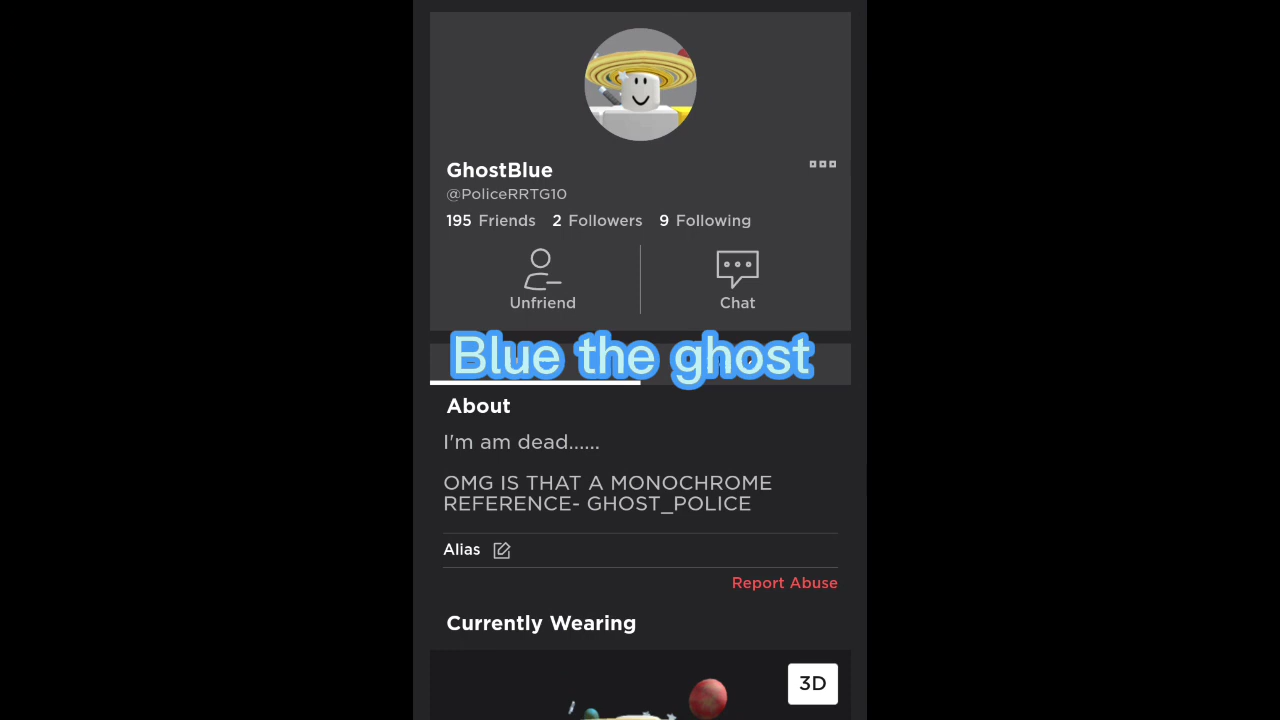 GhostBlue
@PoliceRRTG10
195 Friends 2 Followers 9 Following
Unfriend Chat
Blue the ghost
About
I'm am dead......
OMG IS THAT A MONOCHROME
REFERENCE- GHOST_POLICE
Alias
Report Abuse
Currently Wearing
3D